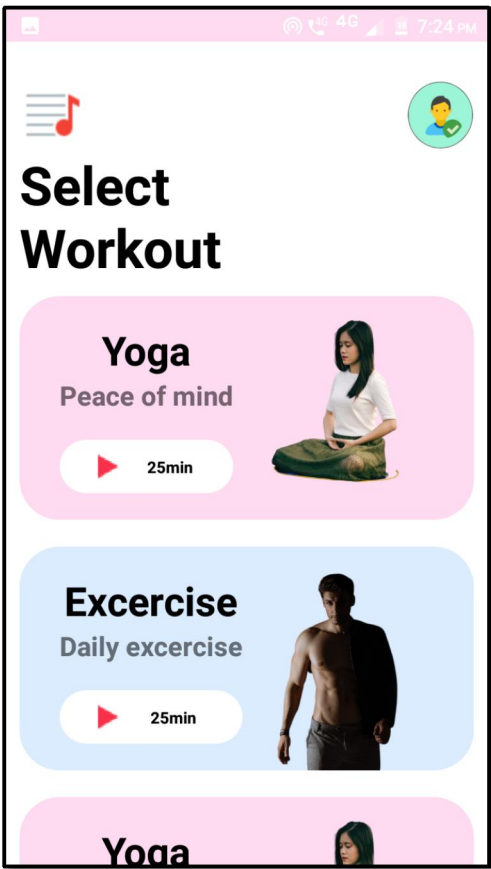 4G 4G 7:24 PM
Select
Workout
Yoga
Peace of mind
25min
Excercise
Daily excercise
25min
Yoga